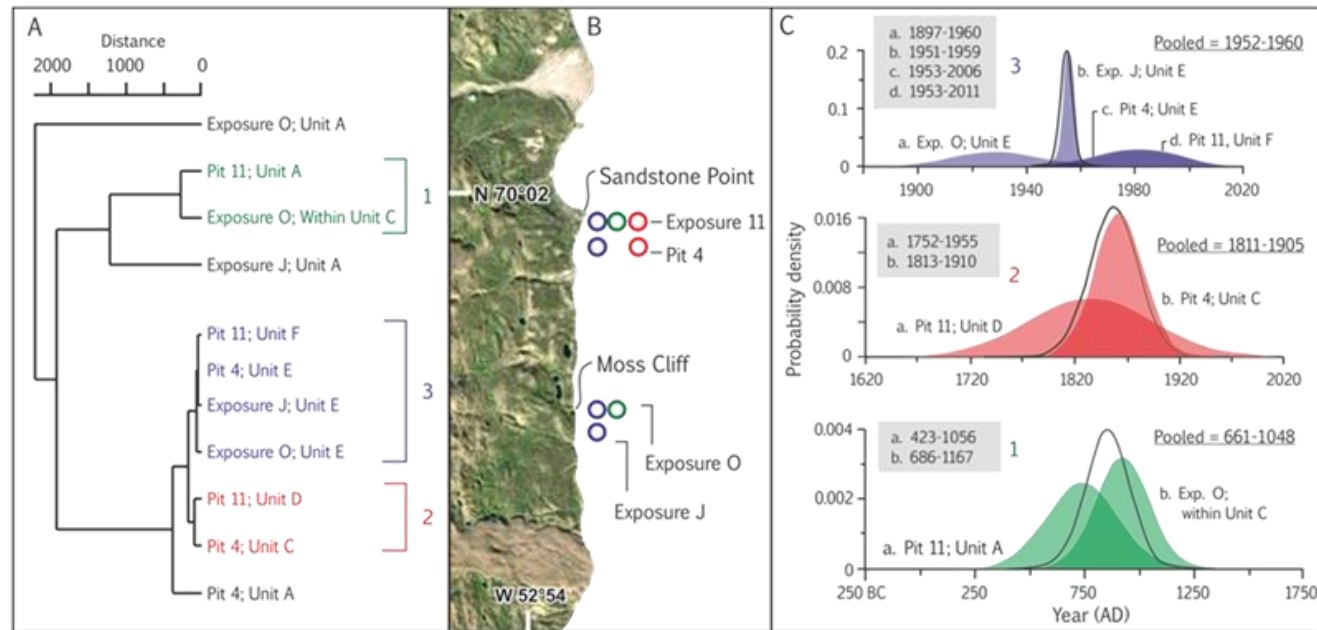 A
Distance
2000 1000 0
Exposure O; Unit A
Pit 11; Unit A
Exposure O; Within Unit C
1
Exposure J; Unit A
Pit 11; Unit F
Pit 4; Unit E
Exposure J; Unit E
Exposure O; Unit E
3
Pit 11; Unit D
Pit 4; Unit C
2
Pit 4; Unit A
B
N 70°02
Sandstone Point
Exposure 11
Pit 4
Moss Cliff
Exposure O
Exposure J
W 52°54
C
a. 1897-1960
b. 1951-1959
c. 1953-2006
d. 1953-2011
3
Pooled = 1952-1960
b. Exp. J; Unit E
c. Pit 4; Unit E
a. Exp. O; Unit E
d. Pit 11, Unit F
0.2
0.1
0
1900 1940 1980 2020
Probability density
a. 1752-1955
b. 1813-1910
2
Pooled = 1811-1905
b. Pit 4; Unit C
a. Pit 11; Unit D
0.016
0.008
0
1620 1720 1820 1920 2020
a. 423-1056
b. 686-1167
1
Pooled = 661-1048
b. Exp. O;
within Unit C
a. Pit 11; Unit A
0.004
0.002
0
250 BC 250 750 1250 1750
Year (AD)